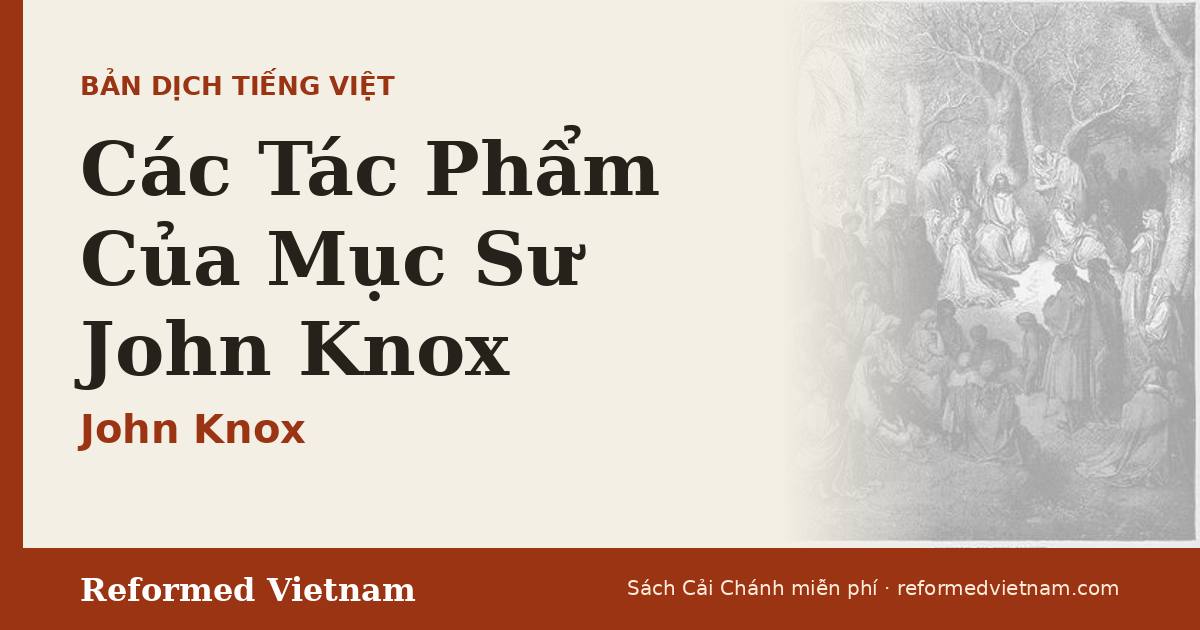 BẢN DỊCH TIẾNG VIỆT
Các Tác Phẩm
Của Mục Sư
John Knox
John Knox
Reformed Vietnam
Sách Cải Chánh miễn phí · reformedvietnam.com